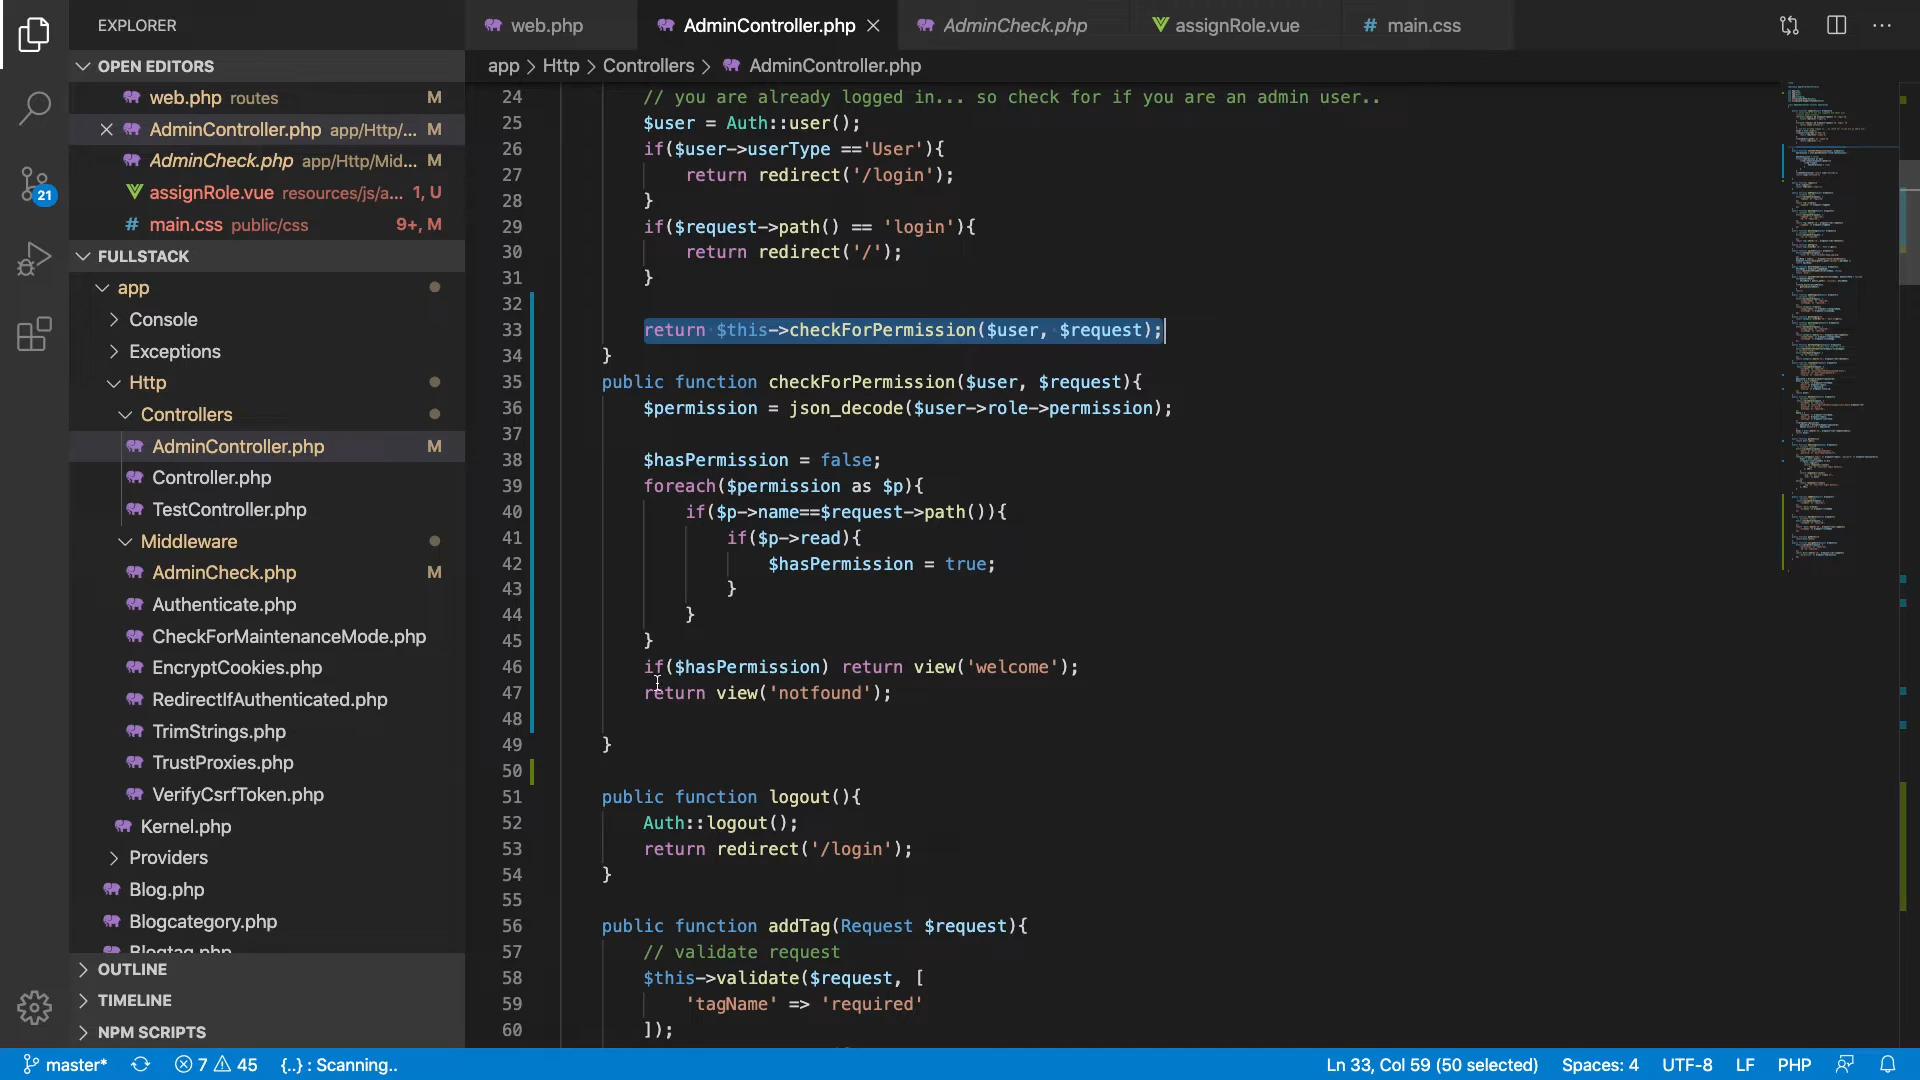 EXPLORER
OPEN EDITORS
web.php routes M
AdminController.php app/Http/... M
AdminCheck.php app/Http/Mid... M
assignRole.vue resources/js/a... 1, U
main.css public/css 9+, M
FULLSTACK
app
Console
Exceptions
Http
Controllers
AdminController.php M
Controller.php
TestController.php
Middleware
AdminCheck.php M
Authenticate.php
CheckForMaintenanceMode.php
EncryptCookies.php
RedirectIfAuthenticated.php
TrimStrings.php
TrustProxies.php
VerifyCsrfToken.php
Kernel.php
Providers
Blog.php
Blogcategory.php
Blogtag.php
OUTLINE
TIMELINE
NPM SCRIPTS
21
web.php AdminController.php AdminCheck.php assignRole.vue # main.css
app > Http > Controllers > AdminController.php
24 // you are already logged in... so check for if you are an admin user..
25 $user = Auth::user();
26 if($user->userType =='User'){
27 return redirect('/login');
28 }
29 if($request->path() == 'login'){
30 return redirect('/');
31 }
32
33 return $this->checkForPermission($user, $request);
34 }
35 public function checkForPermission($user, $request){
36 $permission = json_decode($user->role->permission);
37
38 $hasPermission = false;
39 foreach($permission as $p){
40 if($p->name==$request->path()){
41 if($p->read){
42 $hasPermission = true;
43 }
44 }
45 }
46 if($hasPermission) return view('welcome');
47 return view('notfound');
48
49 }
50
51 public function logout(){
52 Auth::logout();
53 return redirect('/login');
54 }
55
56 public function addTag(Request $request){
57 // validate request
58 $this->validate($request, [
59 'tagName' => 'required'
60 ]);
master* 7 45 {..} : Scanning.. Ln 33, Col 59 (50 selected) Spaces: 4 UTF-8 LF PHP